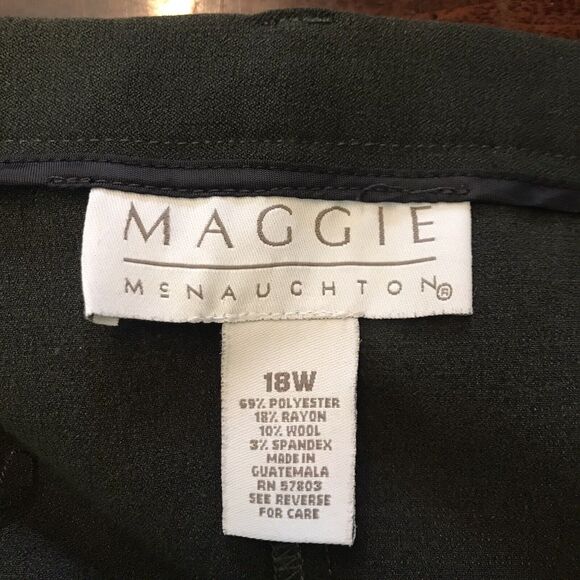 MAGGIE
McNAUGHTON®
18W
69% POLYESTER
18% RAYON
10% WOOL
3% SPANDEX
MADE IN
GUATEMALA
RN 57803
SEE REVERSE
FOR CARE